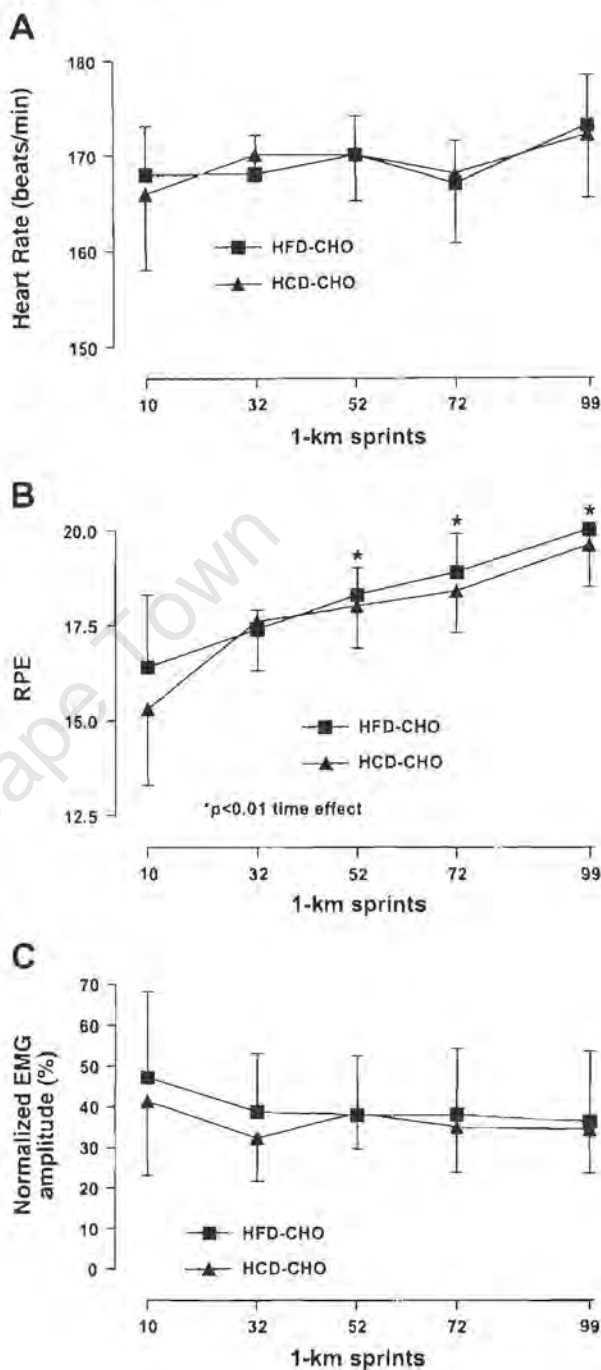 A
Heart Rate (beats/min)
180
170
160
150
HFD-CHO
HCD-CHO
10 32 52 72 99
1-km sprints
B
RPE
20.0
17.5
15.0
12.5
* * *
HFD-CHO
HCD-CHO
*p<0.01 time effect
10 32 52 72 99
1-km sprints
C
Normalized EMG
amplitude (%)
70
60
50
40
30
20
10
0
HFD-CHO
HCD-CHO
10 32 52 72 99
1-km sprints
ape Town